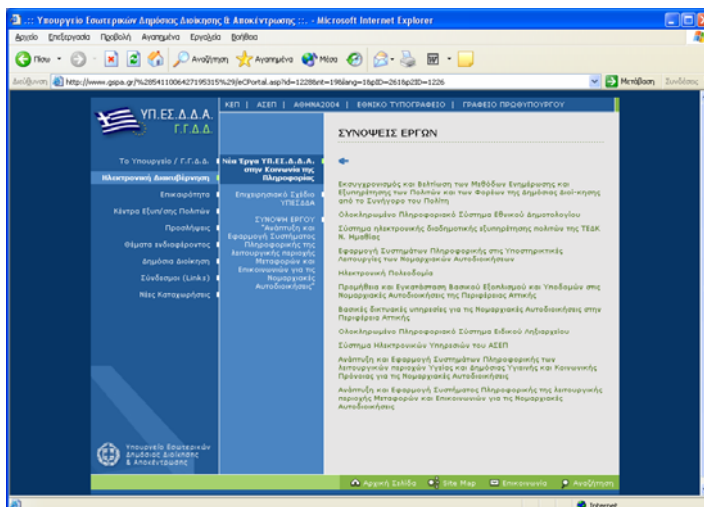 .:: Υπουργείο Εσωτερικών Δημόσιας Διοίκησης & Αποκέντρωσης ::. - Microsoft Internet Explorer
Αρχείο Επεξεργασία Προβολή Αγαπημένα Εργαλεία Βοήθεια
Πίσω Αναζήτηση Αγαπημένα Μέσα
Διεύθυνση Μετάβαση Συνδέσεις
ΚΕΠ | ΑΣΕΠ | ΑΘΗΝΑ2004 | ΕΘΝΙΚΟ ΤΥΠΟΓΡΑΦΕΙΟ | ΓΡΑΦΕΙΟ ΠΡΩΘΥΠΟΥΡΓΟΥ
ΥΠ.ΕΣ.Δ.Δ.Α.
Γ.Γ.Δ.Δ.
Το Υπουργείο / Γ.Γ.Δ.Δ.
Ηλεκτρονική Διακυβέρνηση
Επικαιρότητα
Κέντρα Εξυπ/σης Πολιτών
Προσλήψεις
Θέματα ενδιαφέροντος
Δημόσια Διοίκηση
Σύνδεσμοι (Links)
Νέες Καταχωρήσεις
Υπουργείο Εσωτερικών
Δημόσιας Διοίκησης
& Αποκέντρωσης
Νέα Έργα ΥΠ.ΕΣ.Δ.Δ.Α.
στην Κοινωνία της
Πληροφορίας
Επιχειρησιακό Σχέδιο
ΥΠΕΣΔΔΑ
ΣΥΝΟΨΗ ΕΡΓΟΥ
"Ανάπτυξη και
Εφαρμογή Συστήματος
Πληροφορικής της
λειτουργικής περιοχής
Μεταφορών και
Επικοινωνιών για τις
Νομαρχιακές
Αυτοδιοικήσεις"
ΣΥΝΟΨΕΙΣ ΕΡΓΩΝ
Εκσυγχρονισμός και Βελτίωση των Μεθόδων Ενημέρωσης και
Εξυπηρέτησης των Πολιτών και των Φορέων της Δημόσιας Διοί-κησης
από το Συνήγορο του Πολίτη
Ολοκληρωμένο Πληροφοριακό Σύστημα Εθνικού Δημοτολογίου
Σύστημα ηλεκτρονικής διαδημοτικής εξυπηρέτησης πολιτών της ΤΕΔΚ
Ν. Ημαθίας
Εφαρμογή Συστημάτων Πληροφορικής στις Υποστηρικτικές
Λειτουργίες των Νομαρχιακών Αυτοδιοικήσεων
Ηλεκτρονική Πολεοδομία
Προμήθεια και Εγκατάσταση Βασικού Εξοπλισμού και Υποδομών στις
Νομαρχιακές Αυτοδιοικήσεις της Περιφέρειας Αττικής
Βασικές δικτυακές υπηρεσίες για τις Νομαρχιακές Αυτοδιοικήσεις στην
Περιφέρεια Αττικής
Ολοκληρωμένο Πληροφοριακό Σύστημα Ειδικού Ληξιαρχείου
Σύστημα Ηλεκτρονικών Υπηρεσιών του ΑΣΕΠ
Ανάπτυξη και Εφαρμογή Συστημάτων Πληροφορικής των
λειτουργικών περιοχών Υγείας και Δημόσιας Υγιεινής και Κοινωνικής
Πρόνοιας για τις Νομαρχιακές Αυτοδιοικήσεις
Ανάπτυξη και Εφαρμογή Συστήματος Πληροφορικής της λειτουργικής
περιοχής Μεταφορών και Επικοινωνιών για τις Νομαρχιακές
Αυτοδιοικήσεις
Αρχική Σελίδα Site Map Επικοινωνία Αναζήτηση
Internet